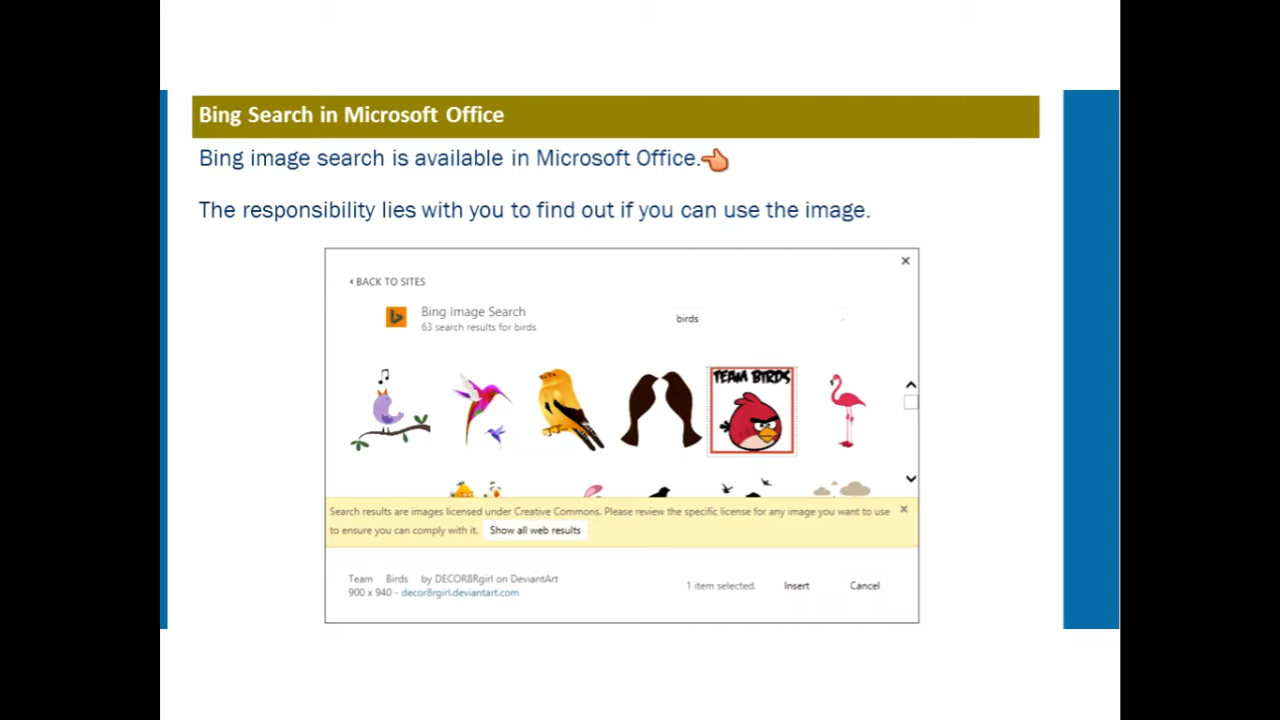 Bing Search in Microsoft Office
Bing image search is available in Microsoft Office.
The responsibility lies with you to find out if you can use the image.
BACK TO SITES
Bing Image Search
63 search results for birds
birds
TEAM BIRDS
Search results are images licensed under Creative Commons. Please review the specific license for any image you want to use
to ensure you can comply with it. Show all web results
Team Birds by DECOR8Rgirl on DeviantArt
900 x 940 - decor8rgirl.deviantart.com
1 item selected. Insert Cancel